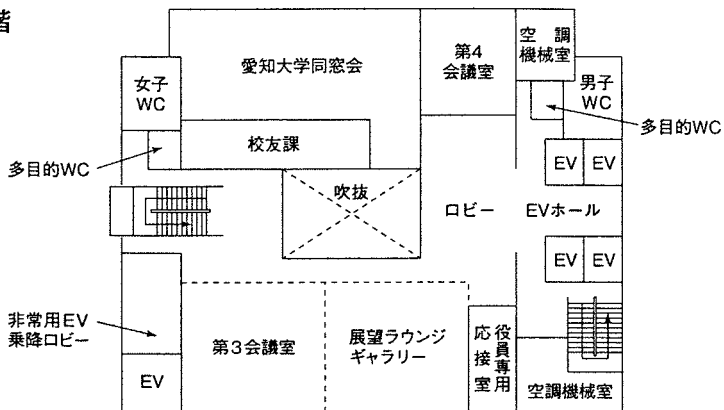 階
愛知大学同窓会
第4
会議室
空 調
機械室
女子
WC
男子
WC
多目的WC
校友課
多目的WC
EV
EV
吹抜
ロビー
EVホール
EV
EV
非常用EV
乗降ロビー
第3会議室
展望ラウンジ
ギャラリー
役員専用
応接室
EV
空調機械室